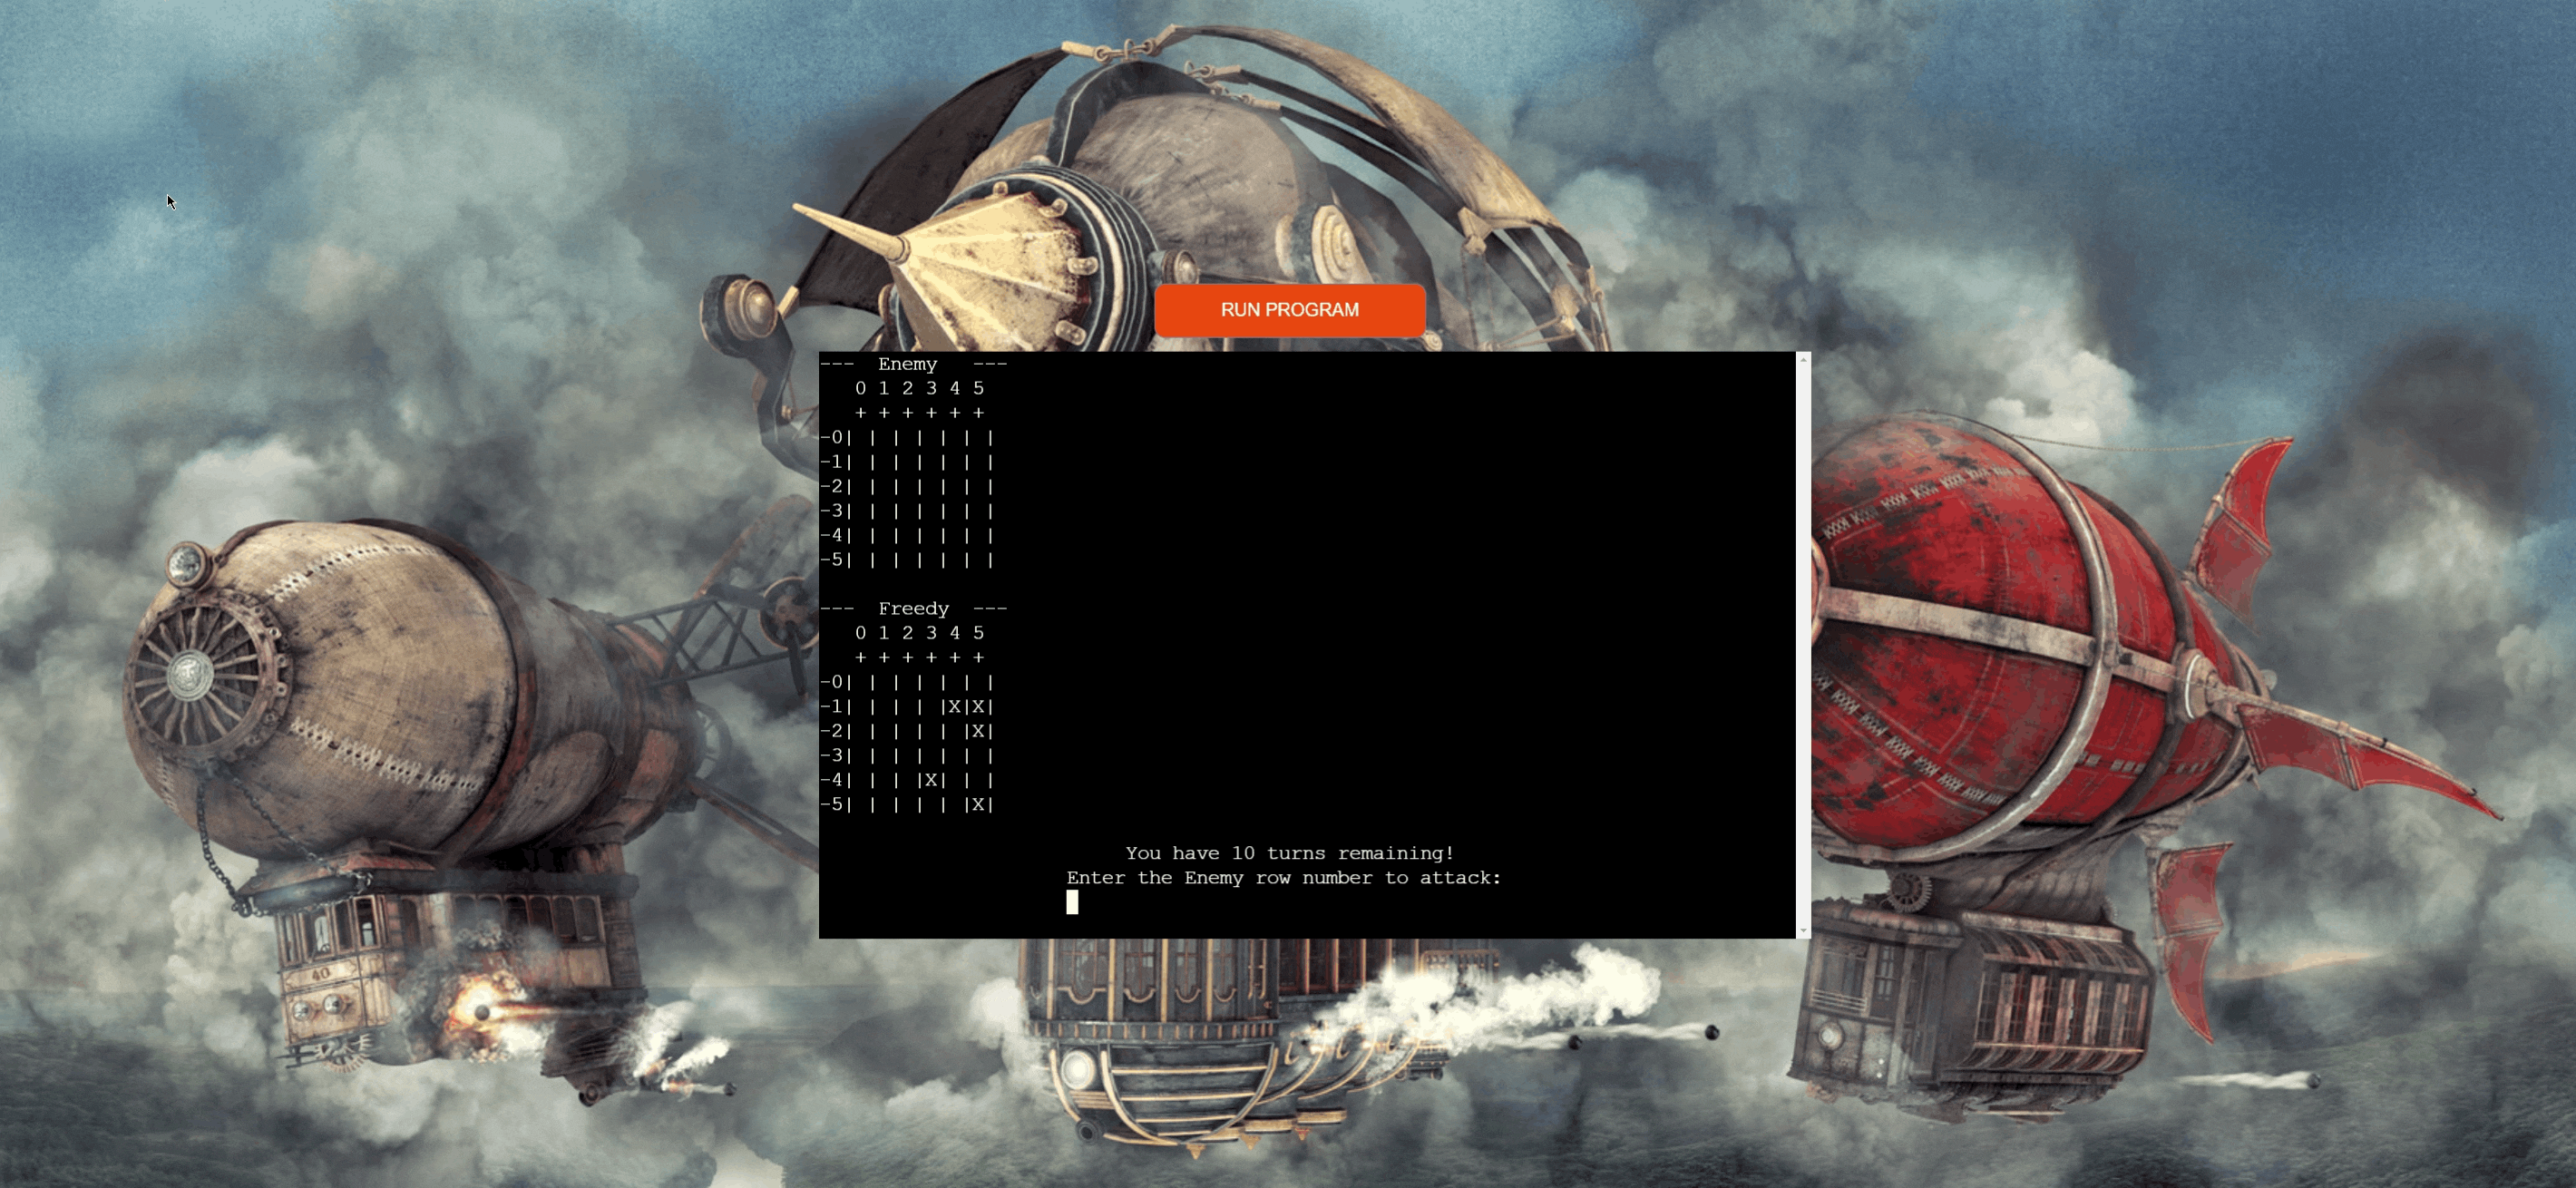 RUN PROGRAM
---  Enemy   ---
   0 1 2 3 4 5
   + + + + + +
-0| | | | | | |
-1| | | | | | |
-2| | | | | | |
-3| | | | | | |
-4| | | | | | |
-5| | | | | | |
---  Freedy  ---
   0 1 2 3 4 5
   + + + + + +
-0| | | | | | |
-1| | | | |X|X|
-2| | | | | |X|
-3| | | | | | |
-4| | | |X| | |
-5| | | | | |X|
You have 10 turns remaining!
Enter the Enemy row number to attack:
40